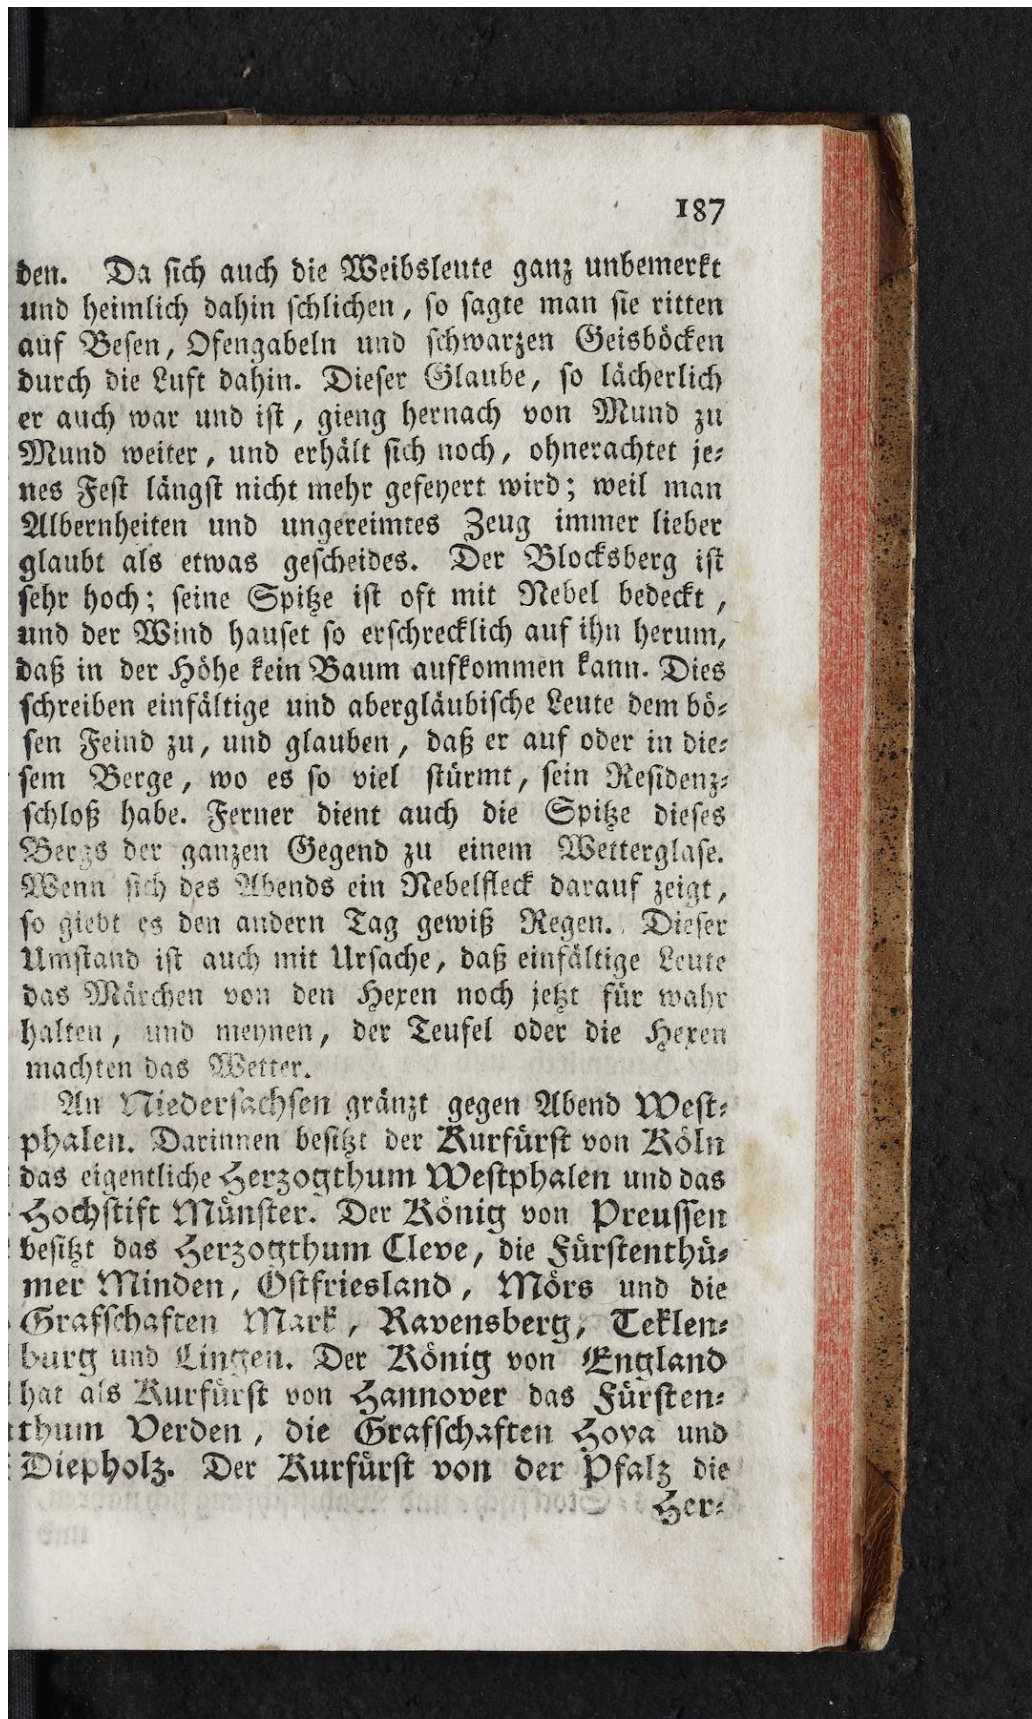 187
den. Da sich auch die Weibsleute ganz unbemerkt
und heimlich dahin schlichen, so sagte man sie ritten
auf Besen, Ofengabeln und schwarzen Geisböcken
durch die Luft dahin. Dieser Glaube, so lächerlich
er auch war und ist, gieng hernach von Mund zu
Mund weiter, und erhält sich noch, ohnerachtet je-
nes Fest längst nicht mehr gefeyert wird; weil man
Albernheiten und ungereimtes Zeug immer lieber
glaubt als etwas gescheides. Der Blocksberg ist
sehr hoch; seine Spitze ist oft mit Nebel bedeckt,
und der Wind hauset so erschrecklich auf ihn herum,
daß in der Höhe kein Baum aufkommen kann. Dies
schreiben einfältige und abergläubische Leute dem bö-
sen Feind zu, und glauben, daß er auf oder in die-
sem Berge, wo es so viel stürmt, sein Residenz-
schloß habe. Ferner dient auch die Spitze dieses
Bergs der ganzen Gegend zu einem Wetterglase.
Wenn sich des Abends ein Nebelfleck darauf zeigt,
so giebt es den andern Tag gewiß Regen. Dieser
Umstand ist auch mit Ursache, daß einfältige Leute
das Märchen von den Hexen noch jetzt für wahr
halten, und meynen, der Teufel oder die Hexen
machten das Wetter.
An Niedersachsen gränzt gegen Abend West-
phalen. Darinnen besitzt der Kurfürst von Köln
das eigentliche Herzogthum Westphalen und das
Hochstift Münster. Der König von Preussen
besitzt das Herzogthum Cleve, die Fürstenthü-
mer Minden, Ostfriesland, Mörs und die
Grafschaften Mark, Ravensberg, Teklen-
burg und Lingen. Der König von England
hat als Kurfürst von Hannover das Fürsten-
thum Verden, die Grafschaften Hoya und
Diepholz. Der Kurfürst von der Pfalz die
Her-